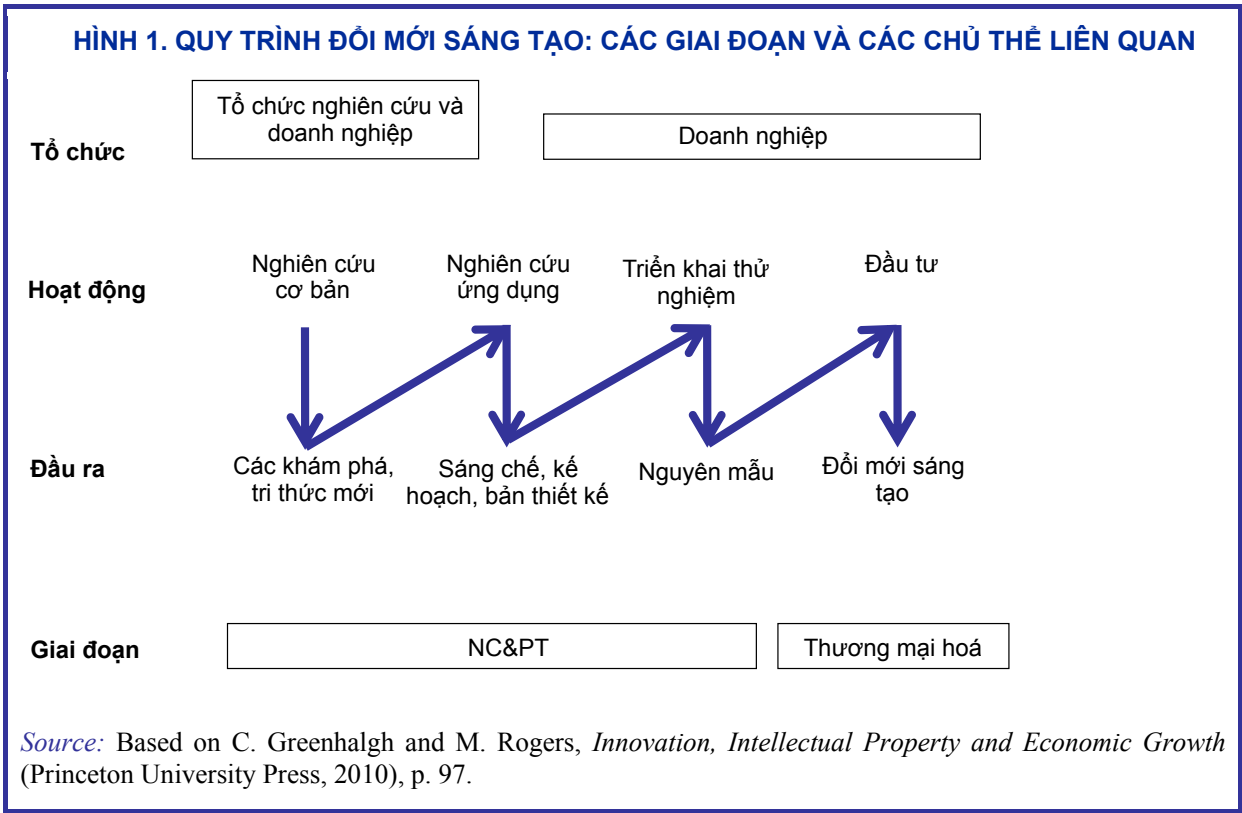 HÌNH 1. QUY TRÌNH ĐỔI MỚI SÁNG TẠO: CÁC GIAI ĐOẠN VÀ CÁC CHỦ THỂ LIÊN QUAN
Tổ chức
Tổ chức nghiên cứu và
doanh nghiệp
Doanh nghiệp
Hoạt động
Nghiên cứu
cơ bản
Nghiên cứu
ứng dụng
Triển khai thử
nghiệm
Đầu tư
Đầu ra
Các khám phá,
tri thức mới
Sáng chế, kế
hoạch, bản thiết kế
Nguyên mẫu
Đổi mới sáng
tạo
Giai đoạn
NC&PT
Thương mại hoá
Source: Based on C. Greenhalgh and M. Rogers, Innovation, Intellectual Property and Economic Growth
(Princeton University Press, 2010), p. 97.